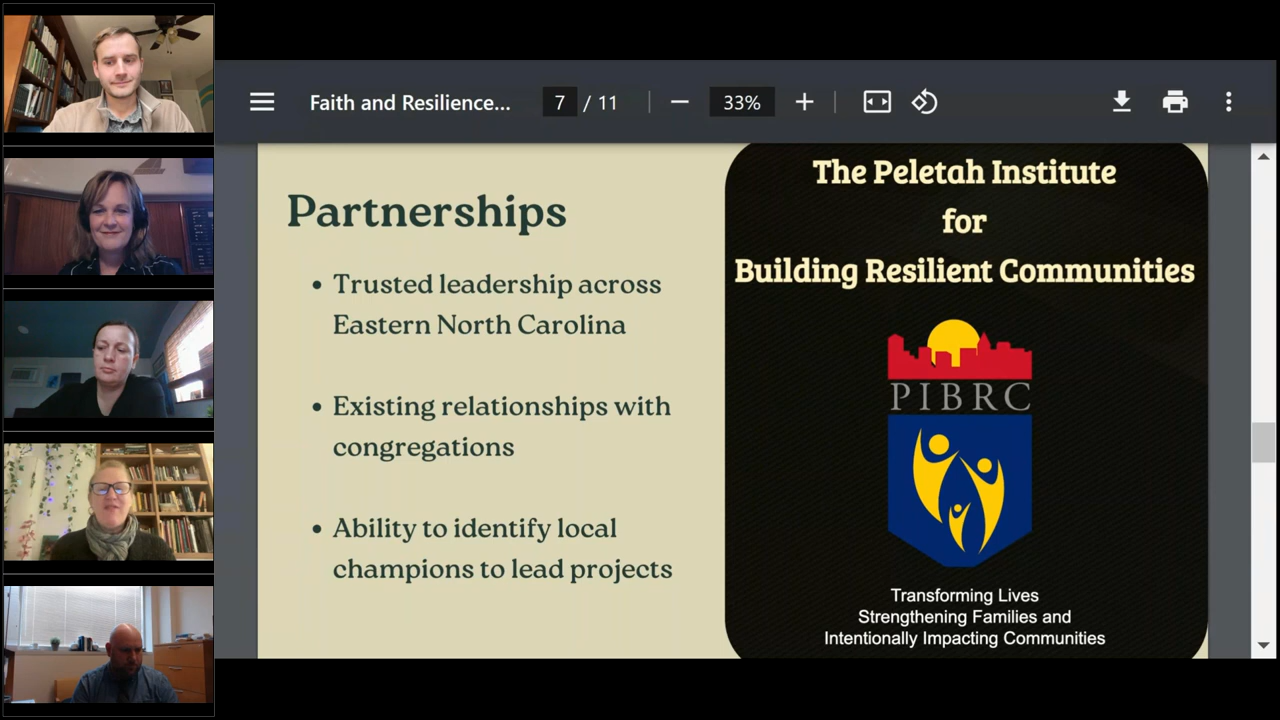 Faith and Resilience...
7 / 11
33%
Partnerships
• Trusted leadership across
Eastern North Carolina
• Existing relationships with
congregations
• Ability to identify local
champions to lead projects
The Peletah Institute
for
Building Resilient Communities
PIBRC
Transforming Lives
Strengthening Families and
Intentionally Impacting Communities